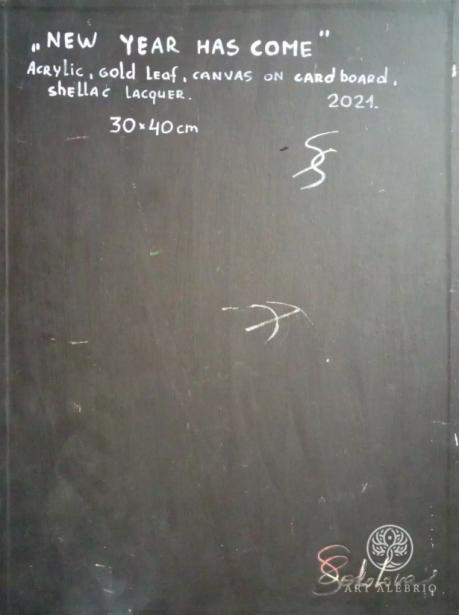 „NEW YEAR HAS COME"
ACRYLIC, GOLD LEAF, CANVAS ON CARDBOARD,
SHELLAC LACQUER.
2021.
30×40cm
ART ALEBRIO